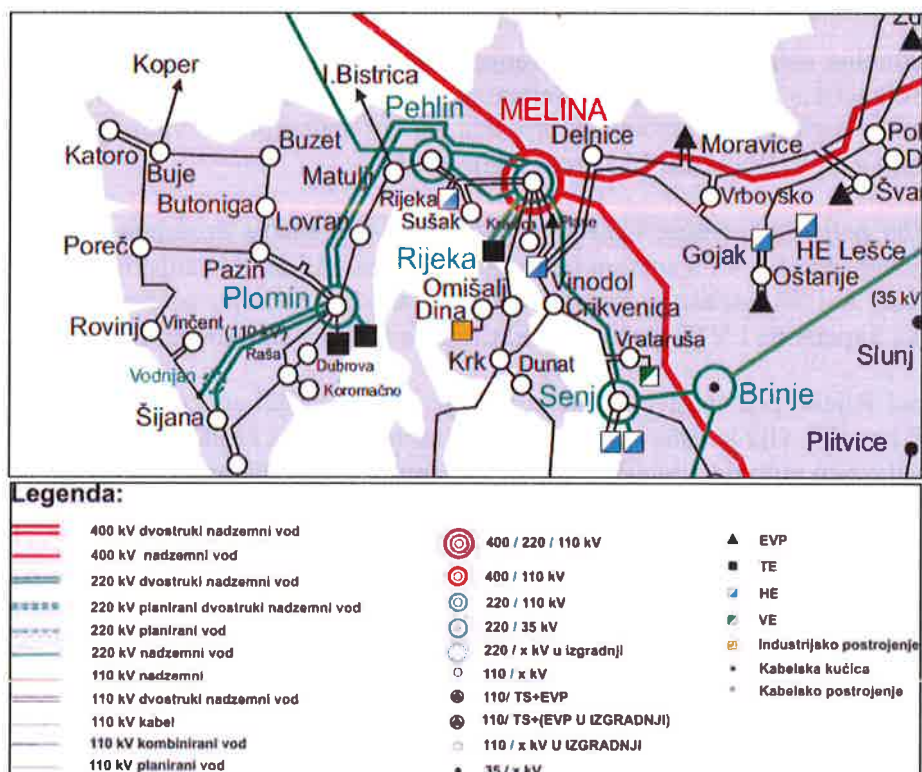 Koper
I.Bistrica
Pehlin
MELINA
Delnice
Katoro
Buje
Buzet
Matulji
Moravice
Butoniga
Rijeka
Sušak
Vrbovsko
Šva
Lovran
Plase
Poreč
Pazin
Rijeka
Gojak
HE Lešće
Plomin
Omišalj
Vinodol
Oštarije
Dina
Crikvenica
(35 kV)
Rovinj
Vinčent
(110 kV)
Raša
Dubrova
Vrataruša
Slunj
Vodnjan
Koromačno
Krk
Dunat
Senj
Brinje
Šijana
Plitvice
Legenda:
400 kV dvostruki nadzemni vod
400 kV nadzemni vod
220 kV dvostruki nadzemni vod
220 kV planirani dvostruki nadzemni vod
220 kV planirani vod
220 kV nadzemni vod
110 kV nadzemni
110 kV dvostruki nadzemni vod
110 kV kabel
110 kV kombinirani vod
110 kV planirani vod
400 / 220 / 110 kV
400 / 110 kV
220 / 110 kV
220 / 35 kV
220 / x kV u izgradnji
110 / x kV
110/ TS+EVP
110/ TS+(EVP U IZGRADNJI)
110 / x kV U IZGRADNJI
35 / x kV
EVP
TE
HE
VE
Industrijsko postrojenje
Kabelska kućica
Kabelsko postrojenje